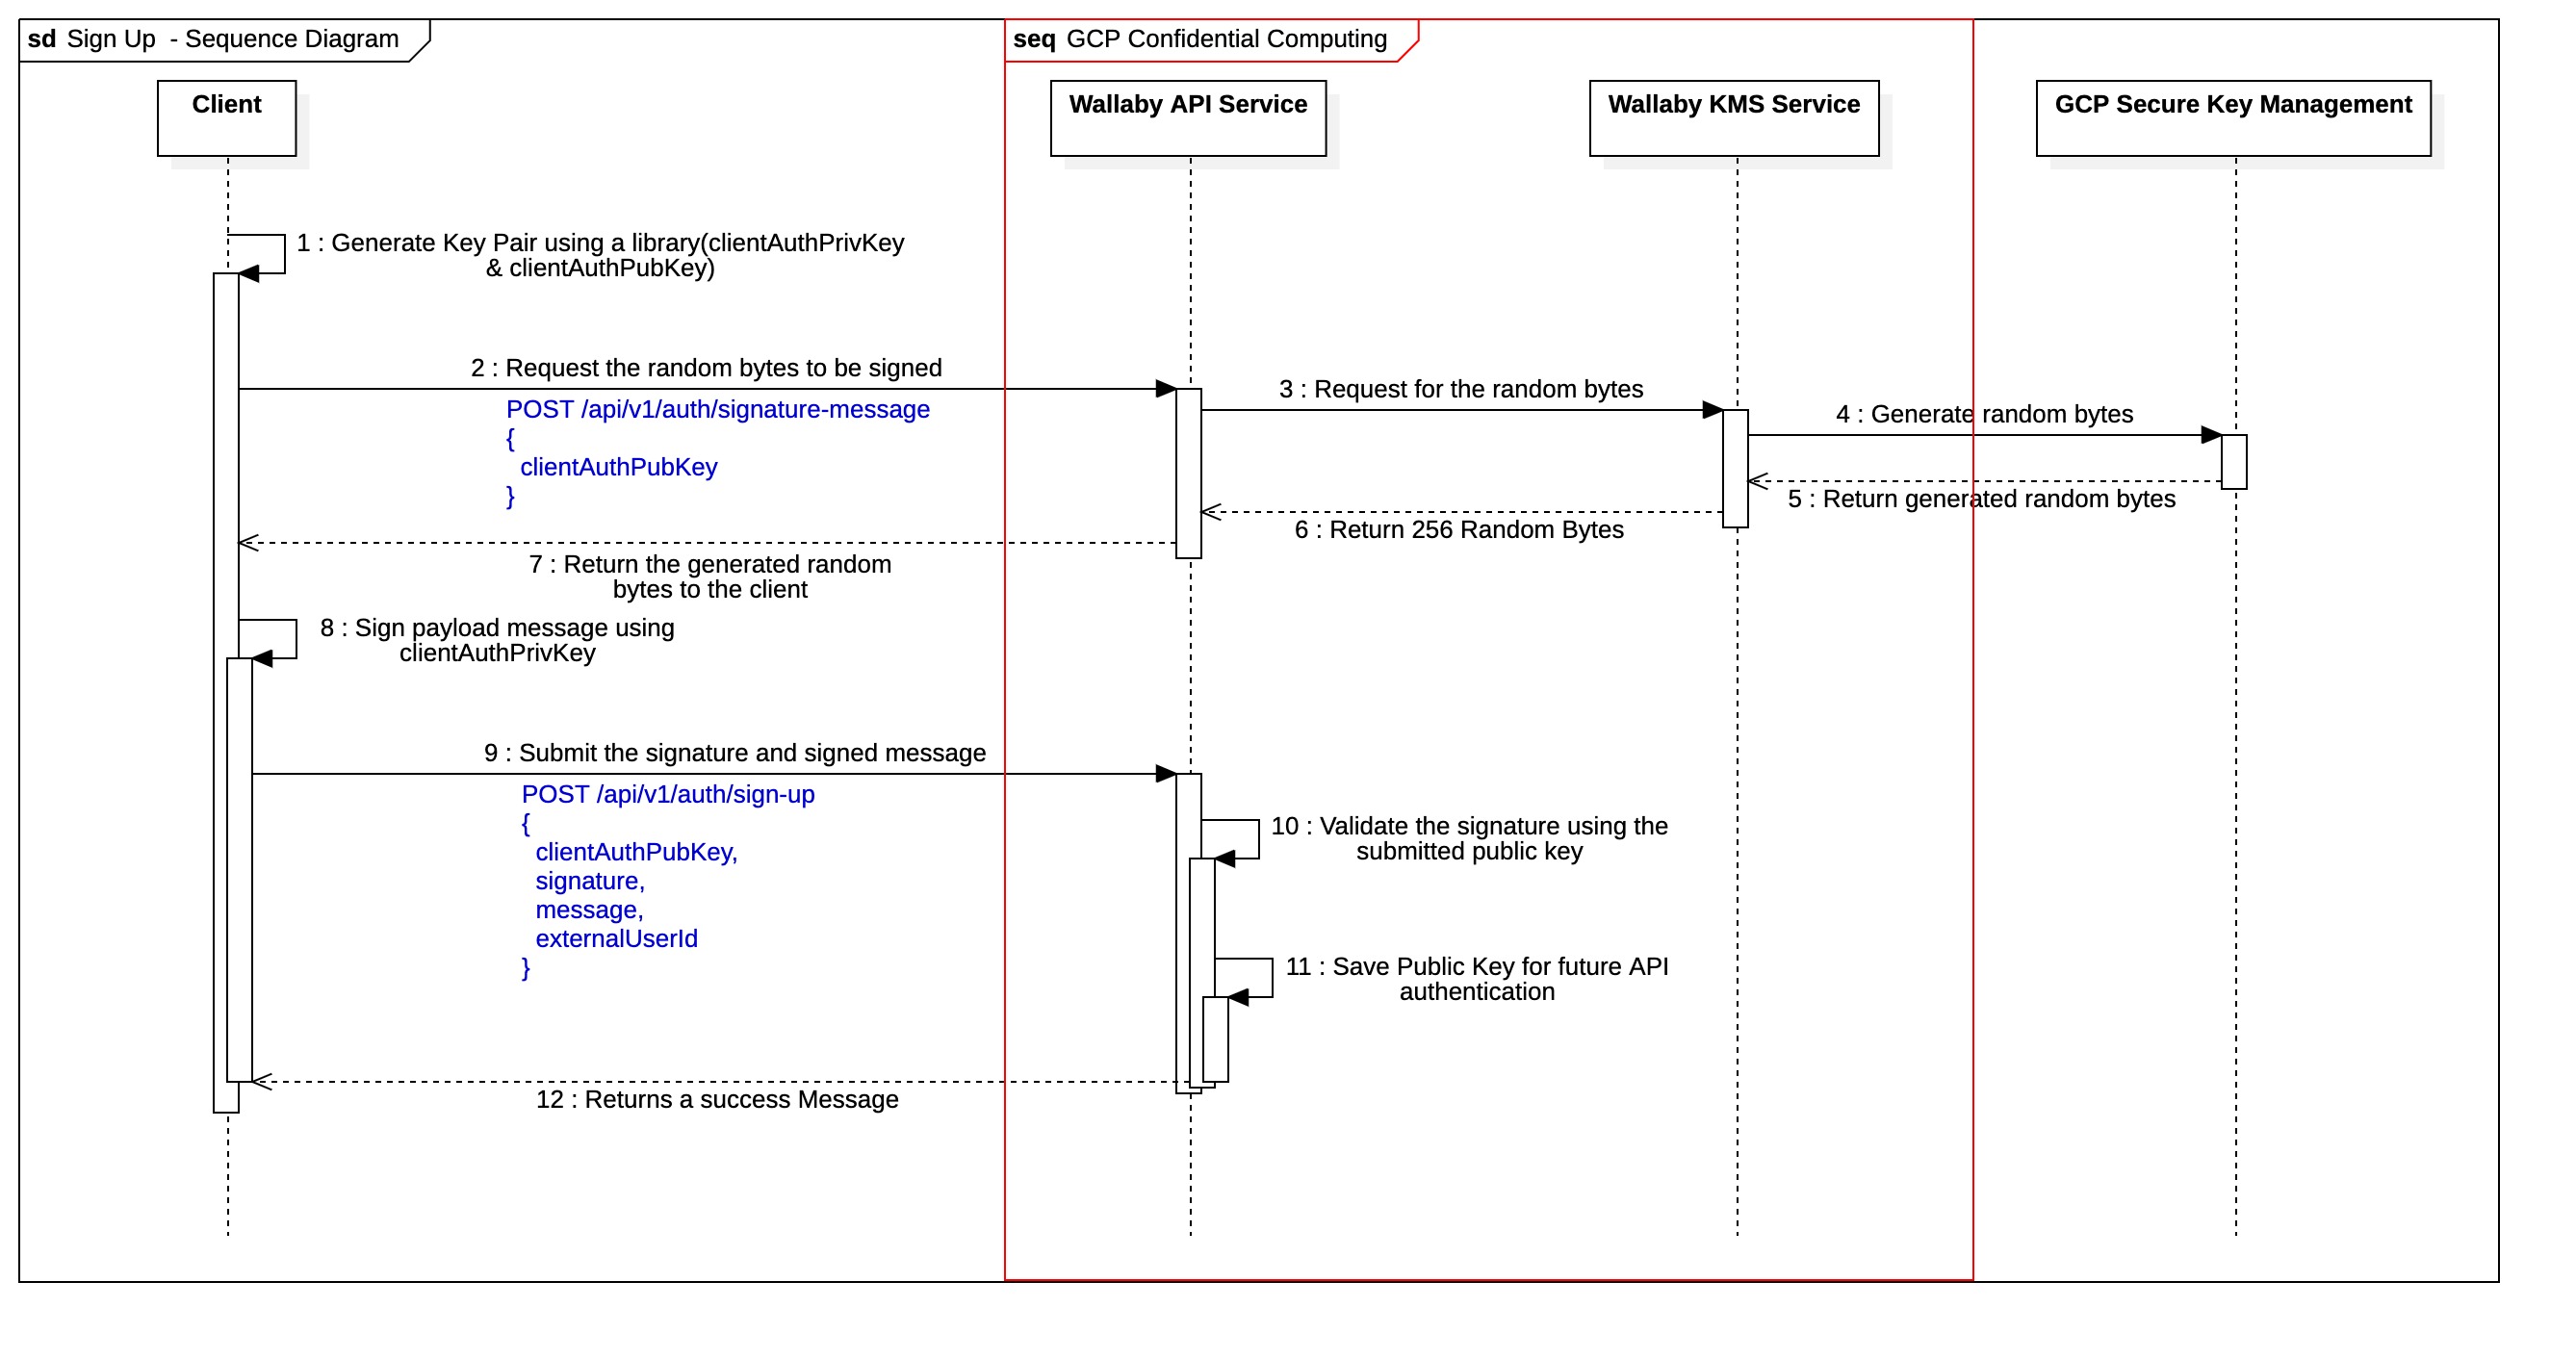 sd Sign Up - Sequence Diagram
seq GCP Confidential Computing
Client
Wallaby API Service
Wallaby KMS Service
GCP Secure Key Management
1 : Generate Key Pair using a library(clientAuthPrivKey
& clientAuthPubKey)
2 : Request the random bytes to be signed
POST /api/v1/auth/signature-message
{
clientAuthPubKey
}
3 : Request for the random bytes
4 : Generate random bytes
5 : Return generated random bytes
6 : Return 256 Random Bytes
7 : Return the generated random
bytes to the client
8 : Sign payload message using
clientAuthPrivKey
9 : Submit the signature and signed message
POST /api/v1/auth/sign-up
{
clientAuthPubKey,
signature,
message,
externalUserId
}
10 : Validate the signature using the
submitted public key
11 : Save Public Key for future API
authentication
12 : Returns a success Message